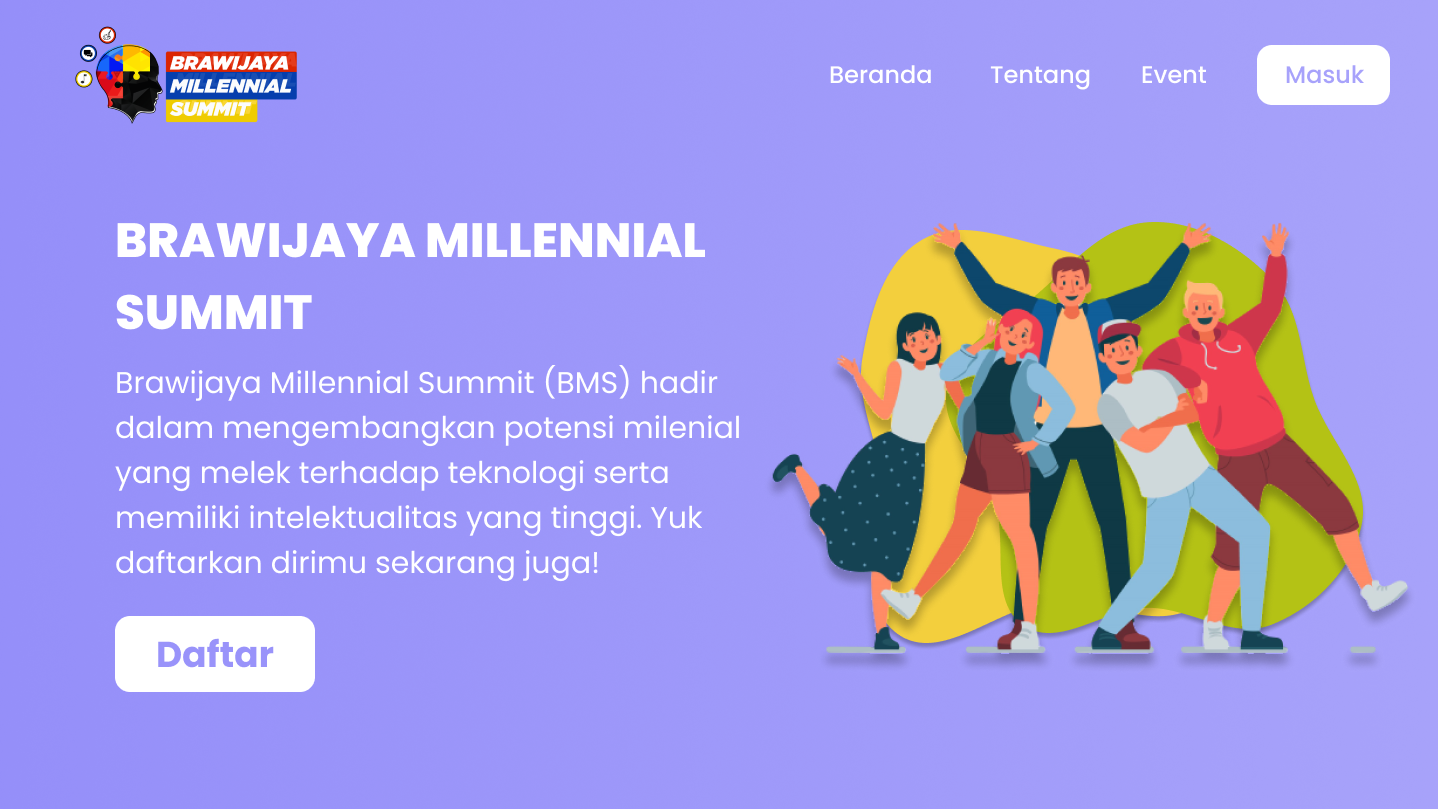 BRAWIJAYA
MILLENNIAL
SUMMIT
Beranda
Tentang
Event
Masuk
BRAWIJAYA MILLENNIAL
SUMMIT
Brawijaya Millennial Summit (BMS) hadir
dalam mengembangkan potensi milenial
yang melek terhadap teknologi serta
memiliki intelektualitas yang tinggi. Yuk
daftarkan dirimu sekarang juga!
Daftar